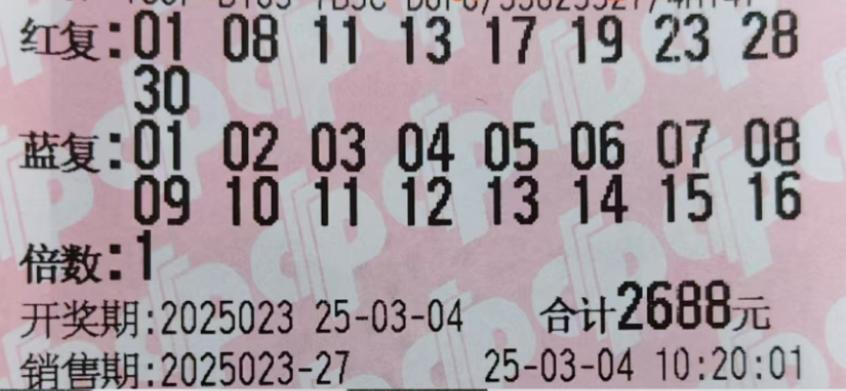 红复:01 08 11 13 17 19 23 28
30
蓝复:01 02 03 04 05 06 07 08
09 10 11 12 13 14 15 16
倍数:1
开奖期:2025023 25-03-04 合计2688元
销售期:2025023-27 25-03-04 10:20:01